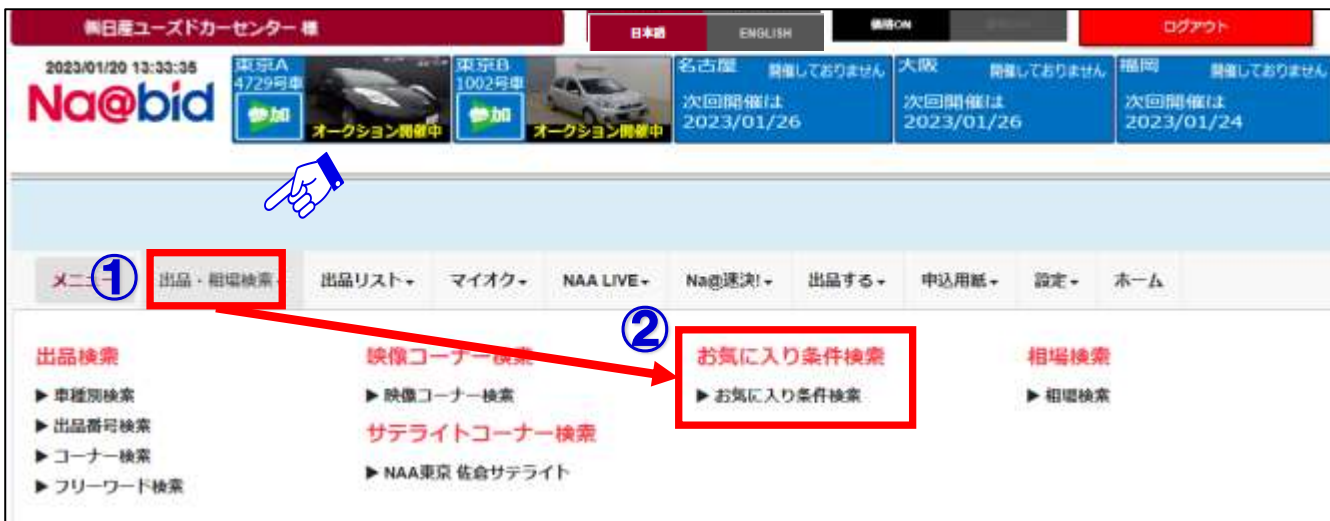 ㈱日産ユーズドカーセンター 様
日本語 ENGLISH
価格ON
ログアウト
2023/01/20 13:33:35
Na@bid
東京A
4729号車
参加
オークション開催中
東京B
1002号車
参加
オークション開催中
名古屋 開催しておりません
次回開催は
2023/01/26
大阪 開催しておりません
次回開催は
2023/01/26
福岡 開催しておりません
次回開催は
2023/01/24
① 出品・相場検索 出品リスト マイオク NAA LIVE Na@速決! 出品する 申込用紙 設定 ホーム
②
出品検索
▶ 車種別検索
▶ 出品番号検索
▶ コーナー検索
▶ フリーワード検索
映像コーナー検索
▶ 映像コーナー検索
サテライトコーナー検索
▶ NAA東京 佐倉サテライト
お気に入り条件検索
▶ お気に入り条件検索
相場検索
▶ 相場検索